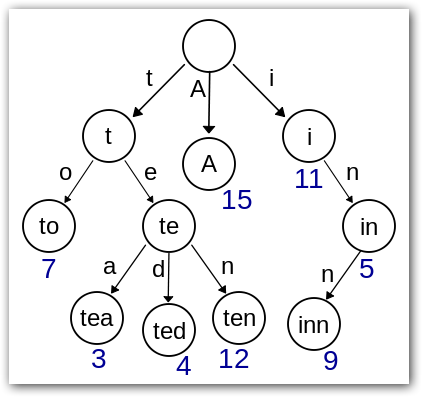 t A i
t A i
15 11
o e n
to te in
7 5
a d n n
tea ted ten inn
3 4 12 9